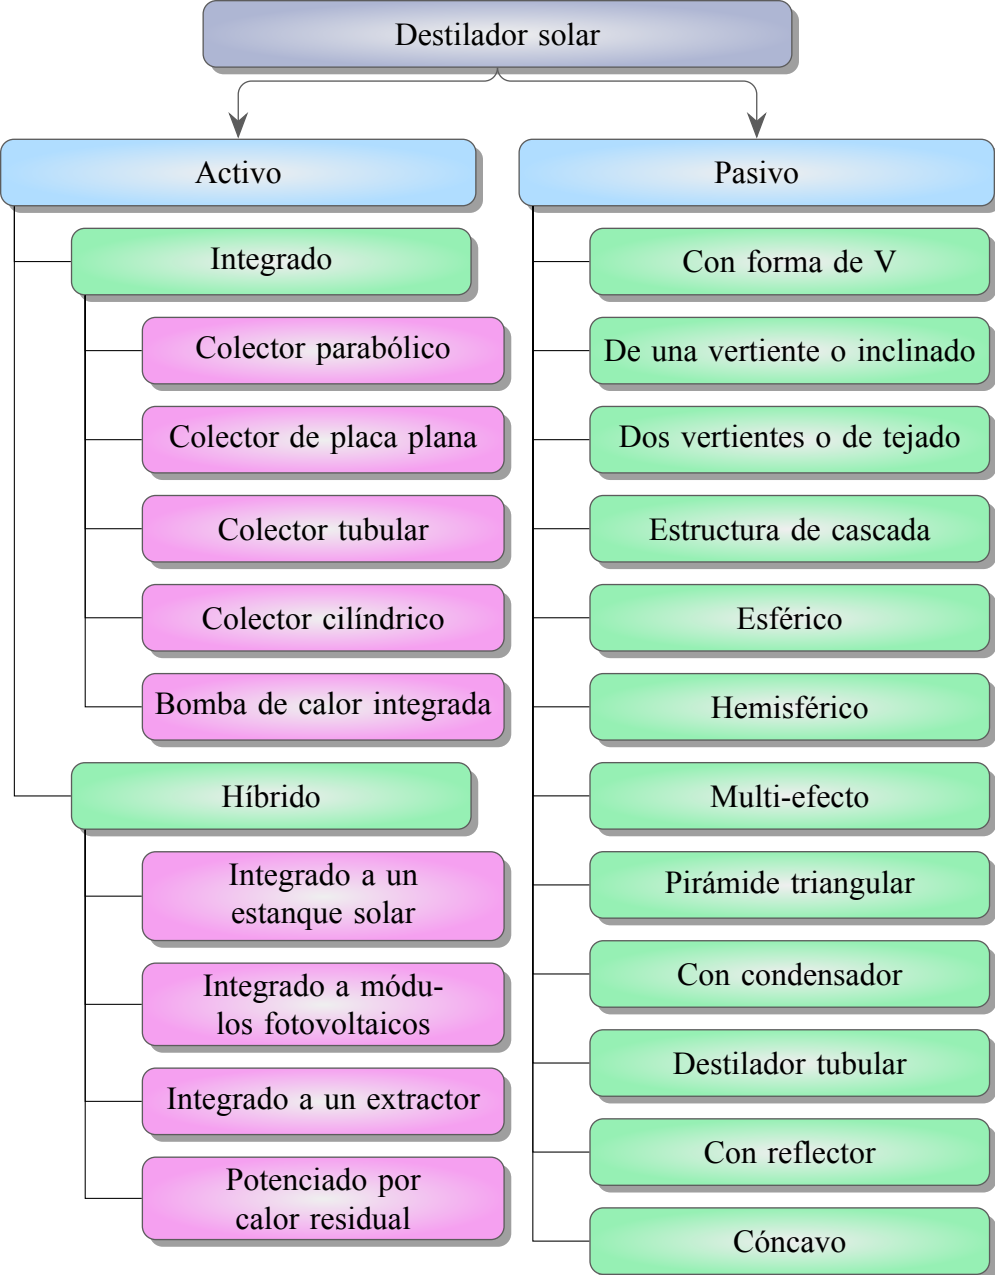 Destilador solar
Activo
Integrado
Colector parabólico
Colector de placa plana
Colector tubular
Colector cilíndrico
Bomba de calor integrada
Híbrido
Integrado a un
estanque solar
Integrado a módu-
los fotovoltaicos
Integrado a un extractor
Potenciado por
calor residual
Pasivo
Con forma de V
De una vertiente o inclinado
Dos vertientes o de tejado
Estructura de cascada
Esférico
Hemisférico
Multi-efecto
Pirámide triangular
Con condensador
Destilador tubular
Con reflector
Cóncavo